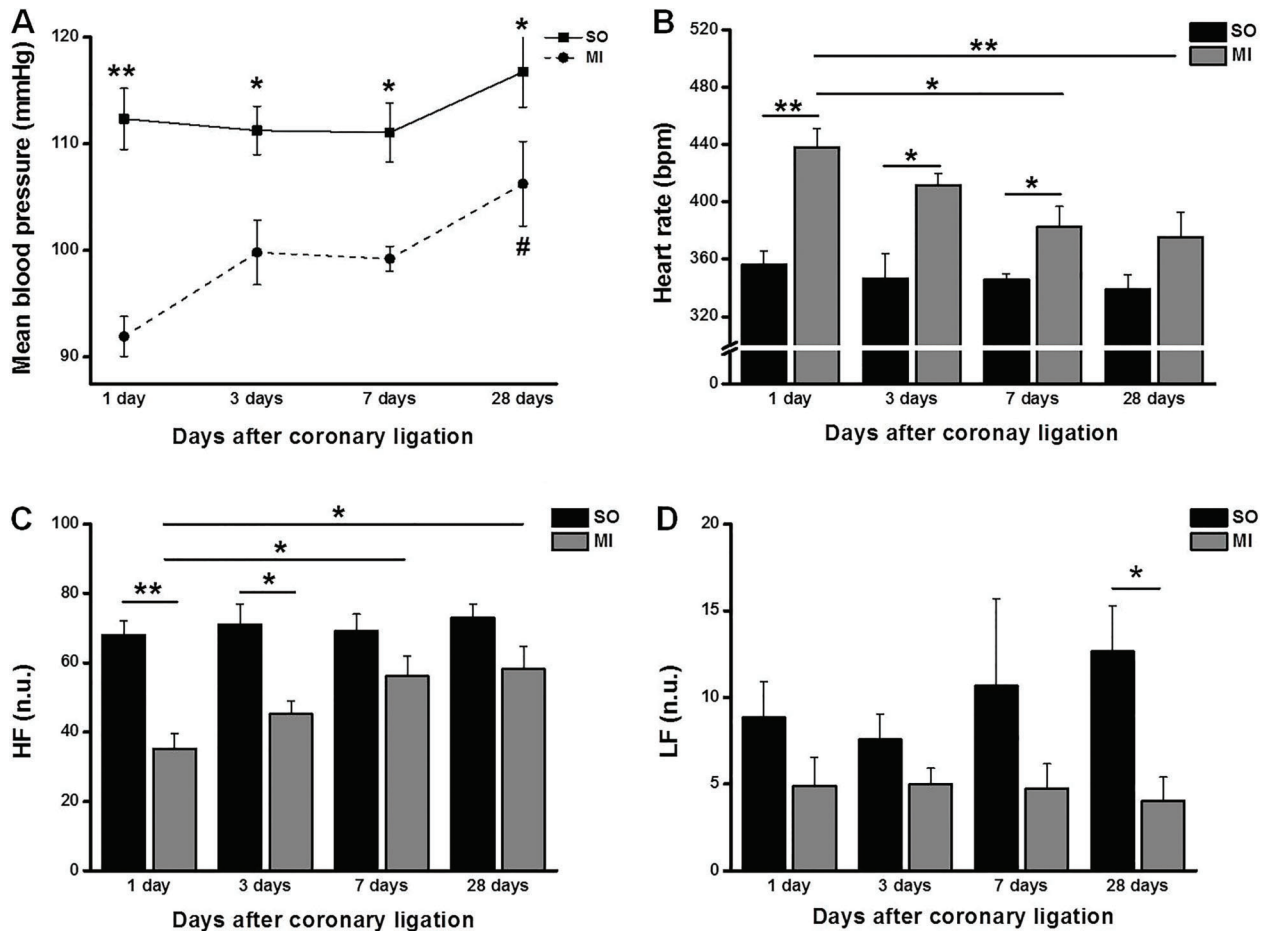 A
Mean blood pressure (mmHg)
120
110
100
90
**
*
*
*
#
SO
MI
1 day
3 days
7 days
28 days
Days after coronary ligation
B
Heart rate (bpm)
520
480
440
400
360
320
0
**
*
**
*
*
SO
MI
1 day
3 days
7 days
28 days
Days after coronay ligation
C
HF (n.u.)
100
80
60
40
20
0
*
*
**
*
SO
MI
1 day
3 days
7 days
28 days
Days after coronary ligation
D
LF (n.u.)
20
15
10
5
0
*
SO
MI
1 day
3 days
7 days
28 days
Days after coronary ligation